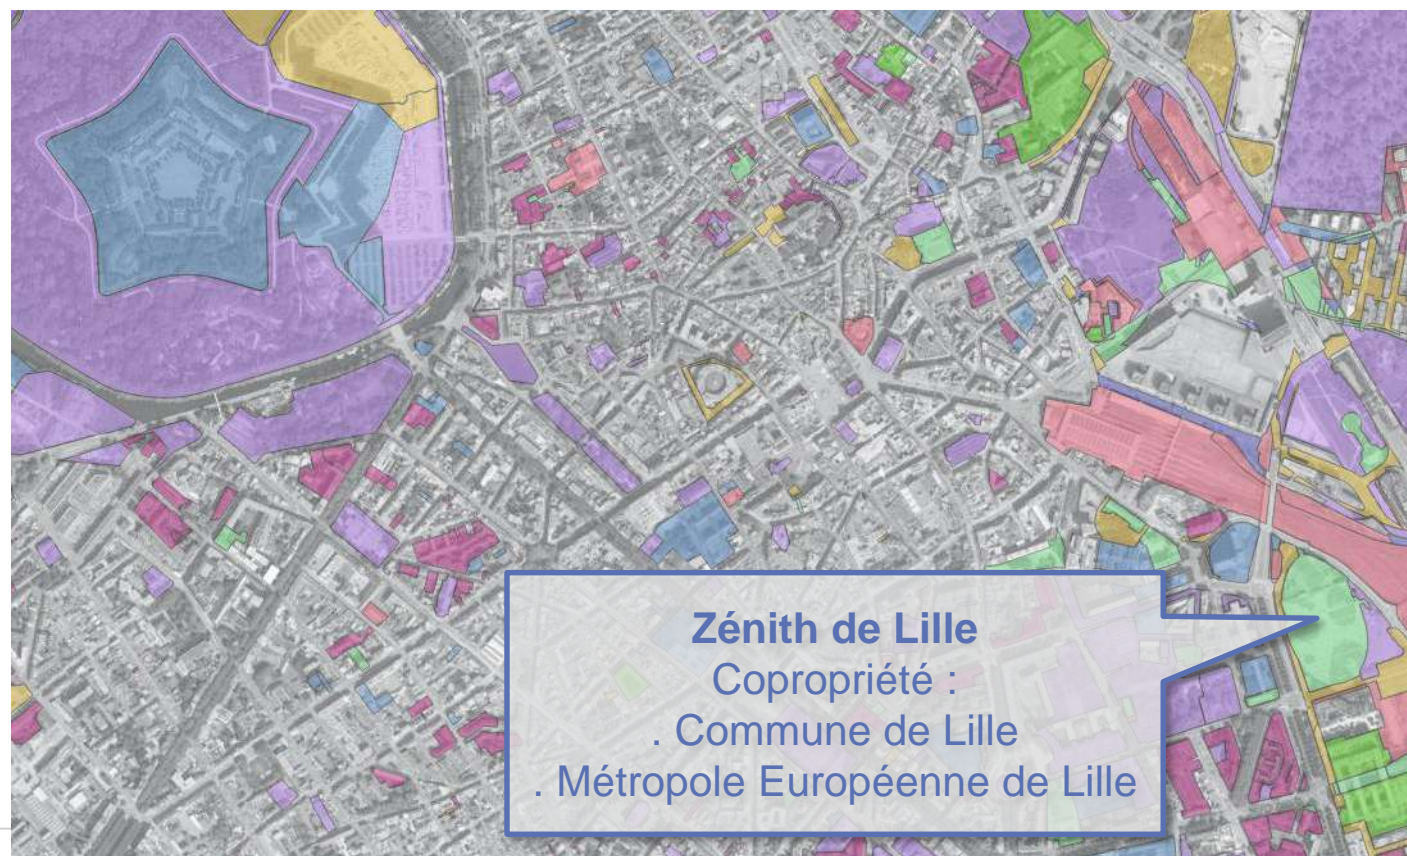 Zénith de Lille
Copropriété :
. Commune de Lille
. Métropole Européenne de Lille